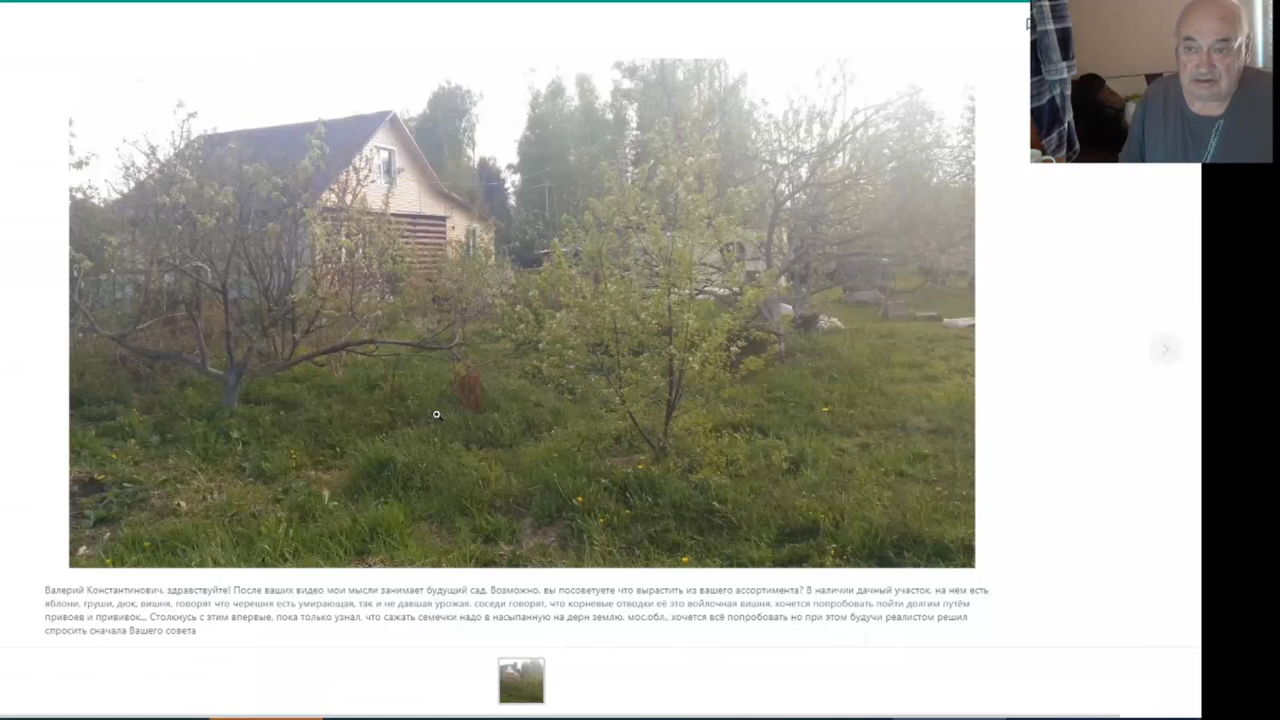 Валерий Константинович, здравствуйте! После ваших видео мои мысли занимает будущий сад. Возможно, вы посоветуете что вырастить из вашего ассортимента? В наличии дачный участок, на нем есть
яблони, груши, дюк, вишня, говорят что черешня есть умирающая, так и не давшая урожая, соседи говорят, что корневые отводки её это войлочная вишня, хочется попробовать пойти долгим путём
привоев и прививок... Столкнусь с этим впервые, пока только узнал, что сажать семечки надо в насыпанную на дерн землю. мос.обл., хочется всё попробовать но при этом будучи реалистом решил
спросить сначала Вашего совета